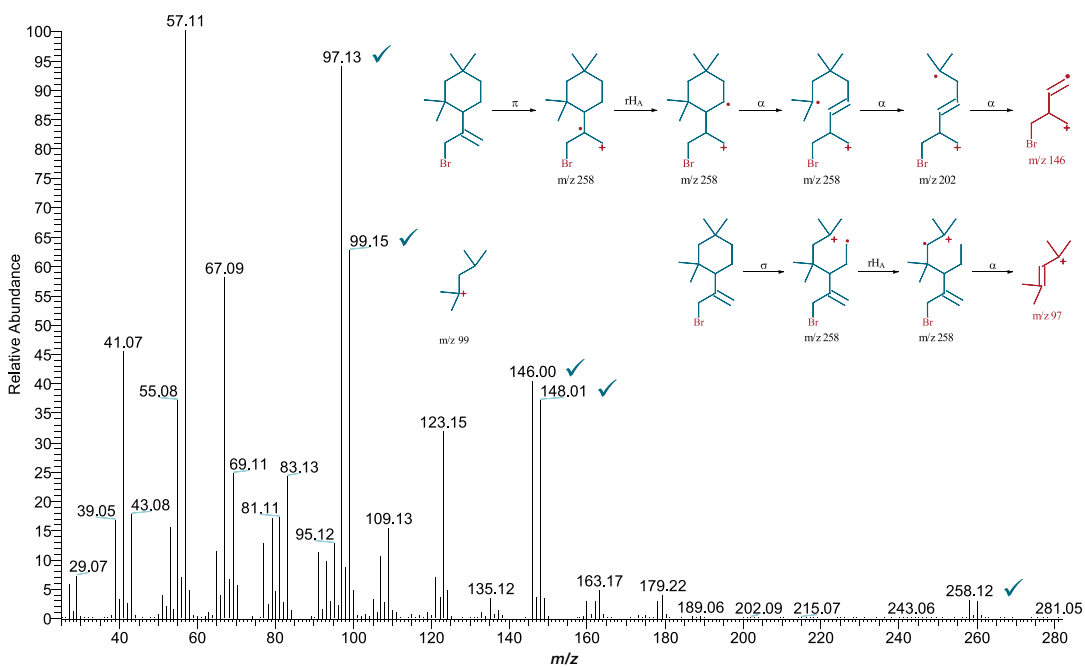 57.11
100
95
90
85
80
75
70
65
60
55
50
45
40
35
30
25
20
15
10
5
0
Relative Abundance
97.13 ✓
99.15 ✓
67.09
41.07
55.08
146.00 ✓
148.01 ✓
123.15
69.11
83.13
39.05
43.08
81.11
109.13
95.12
29.07
135.12
163.17
179.22
189.06
202.09
215.07
243.06
258.12 ✓
281.05
40
60
80
100
120
140
160
180
200
220
240
260
280
m/z
Br
π
Br
+
m/z 258
rHA
Br
+
m/z 258
α
Br
+
m/z 258
α
Br
+
m/z 202
α
Br
+
m/z 146
+
m/z 99
Br
σ
+
Br
m/z 258
rHA
+
Br
m/z 258
α
+
m/z 97